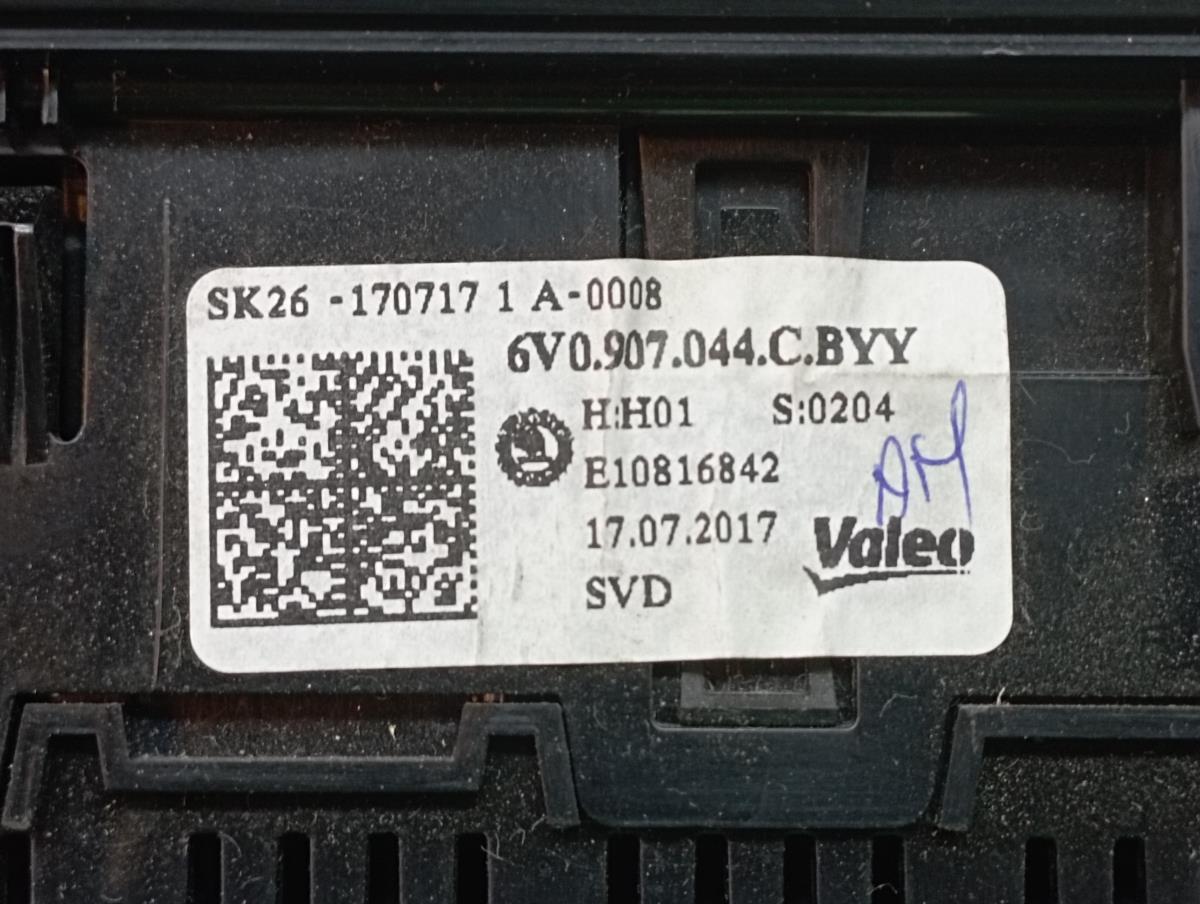 SK26 -170717 1 A-0008
6V0.907.044.C.BYY
H:H01 S:0204
E10816842
17.07.2017
Valeo
SVD